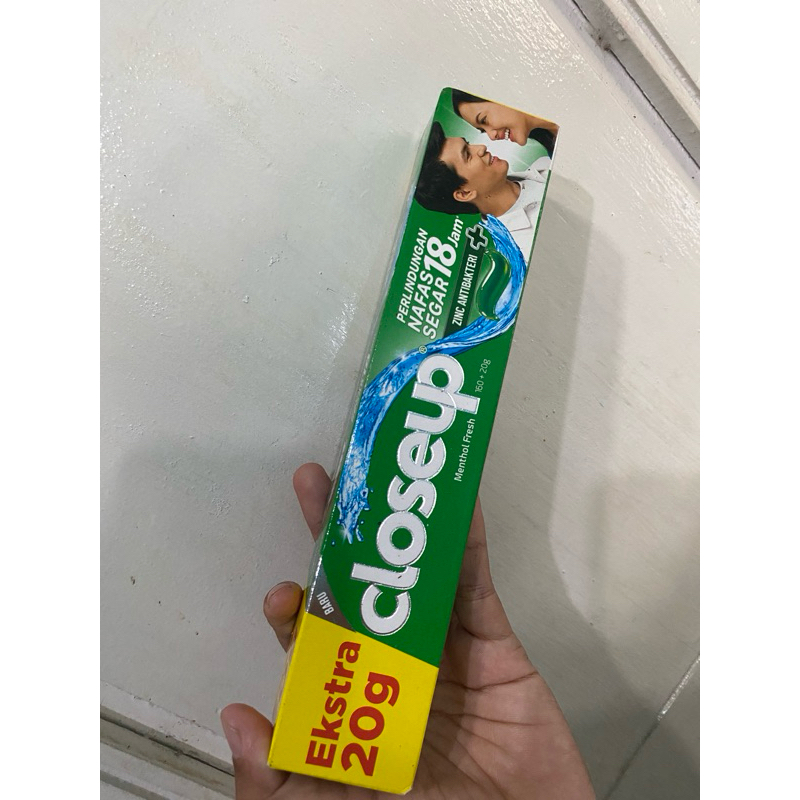 PERLINDUNGAN
NAFAS
SEGAR 18 Jam*
ZINC ANTIBAKTERI
closeup®
Menthol Fresh 160 + 20g
BARU
Ekstra
20g